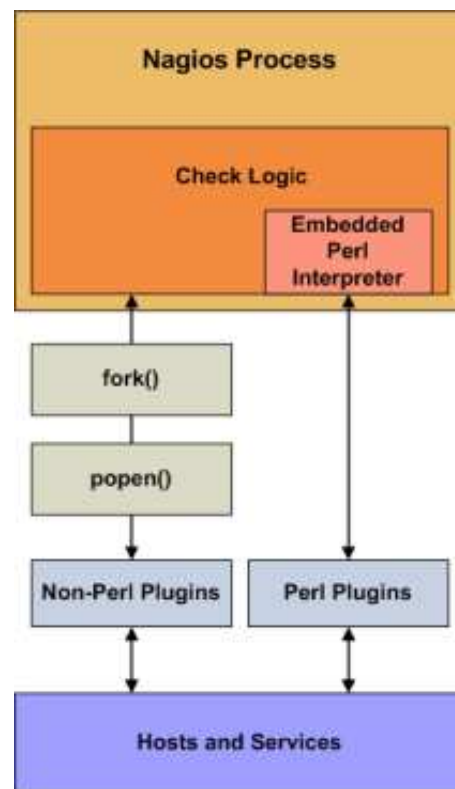 Nagios Process
Check Logic
Embedded
Perl
Interpreter
fork()
popen()
Non-Perl Plugins
Perl Plugins
Hosts and Services